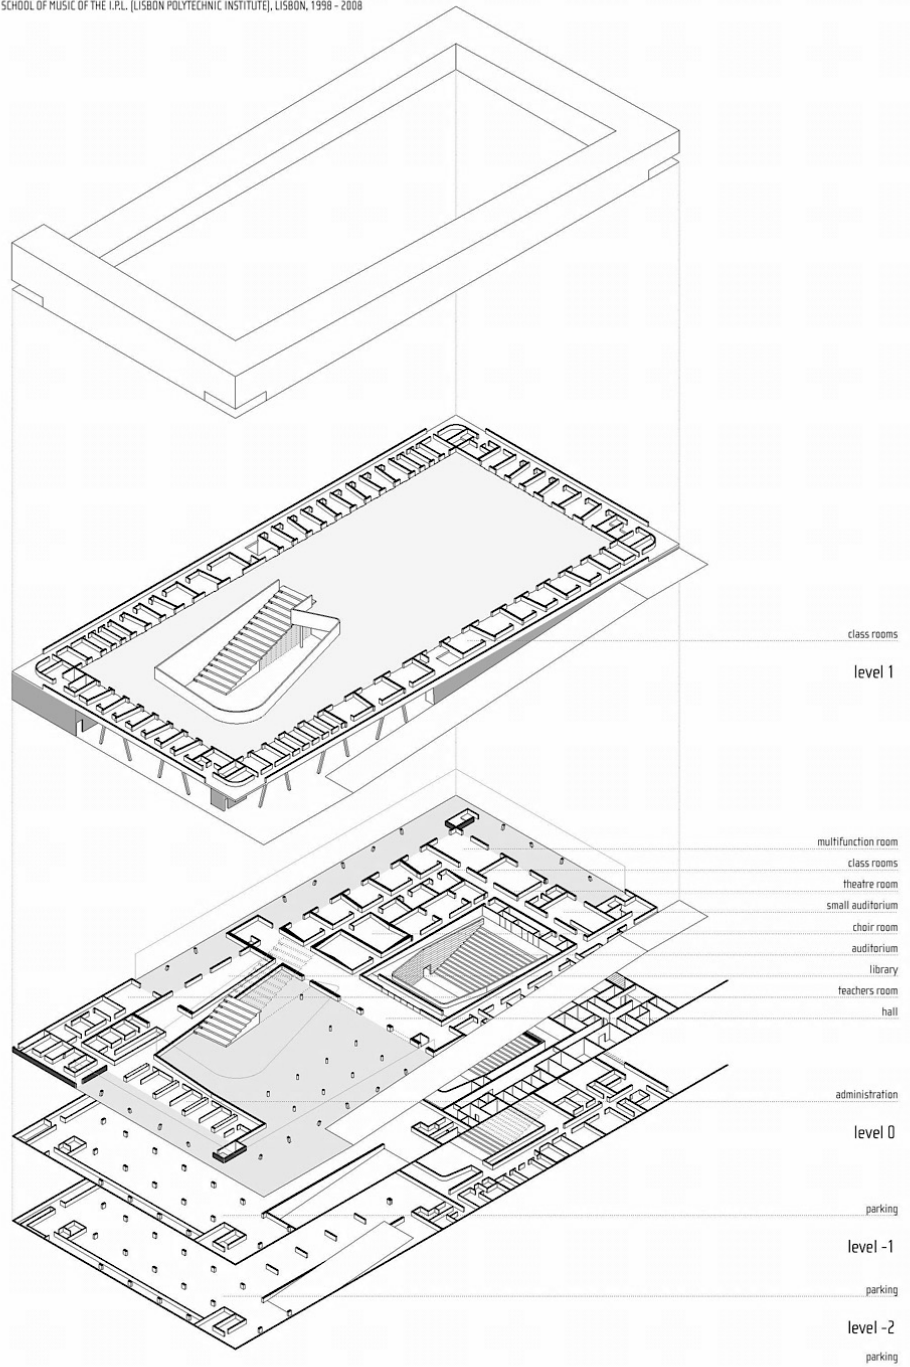 SCHOOL OF MUSIC OF THE I.P.L. (LISBON POLYTECHNIC INSTITUTE), LISBON, 1998 - 2008
class rooms
level 1
multifunction room
class rooms
theatre room
small auditorium
choir room
auditorium
library
teachers room
hall
administration
level 0
parking
level -1
parking
level -2
parking